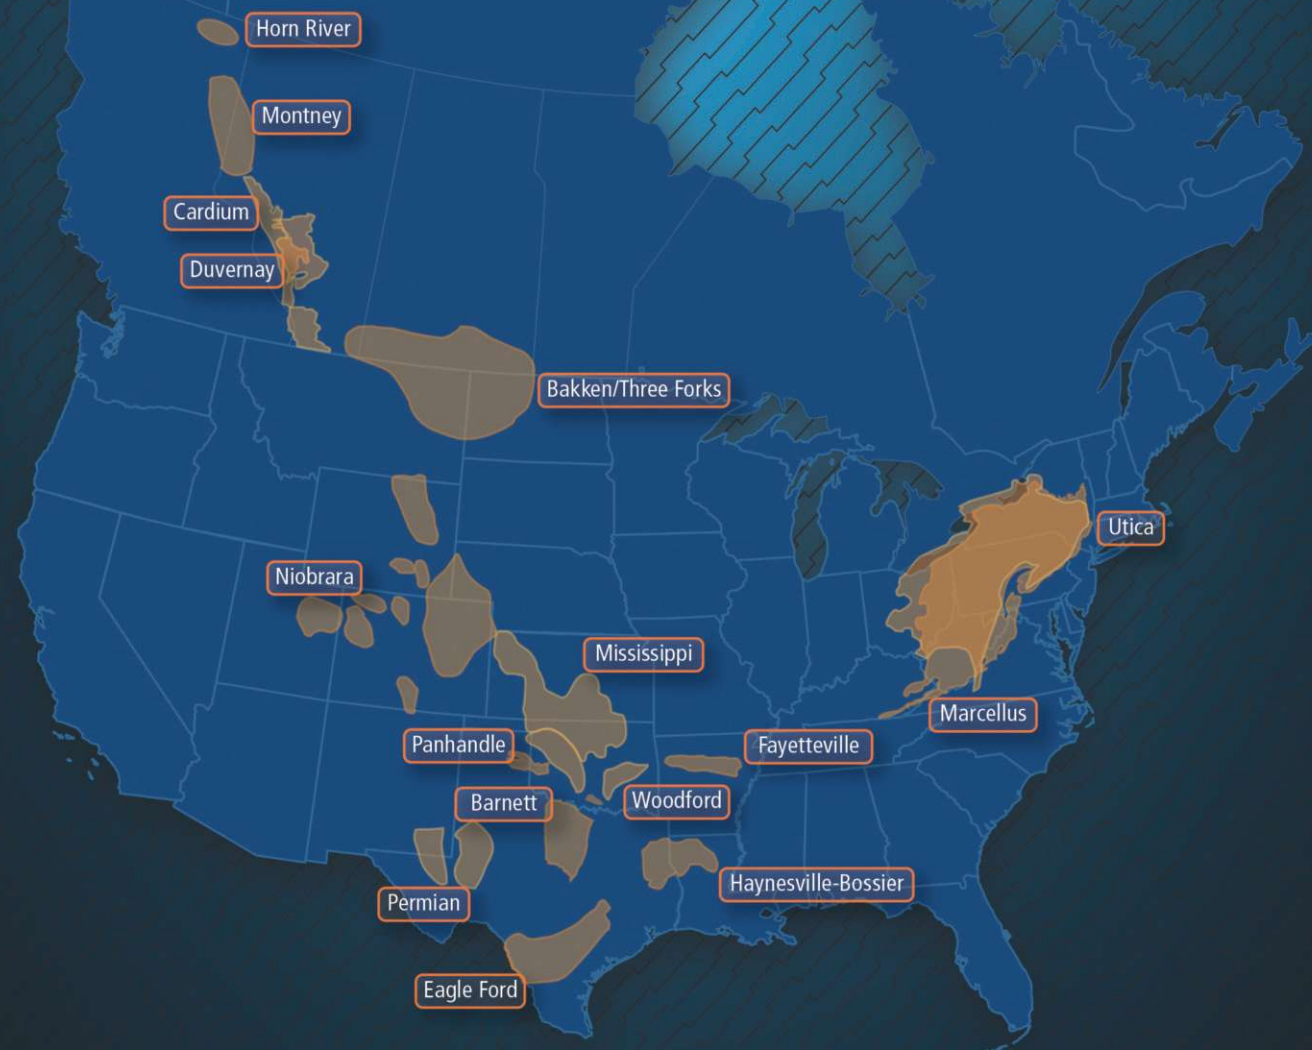 Horn River
Montney
Cardium
Duvernay
Bakken/Three Forks
Utica
Niobrara
Mississippi
Marcellus
Panhandle
Fayetteville
Barnett
Woodford
Haynesville-Bossier
Permian
Eagle Ford